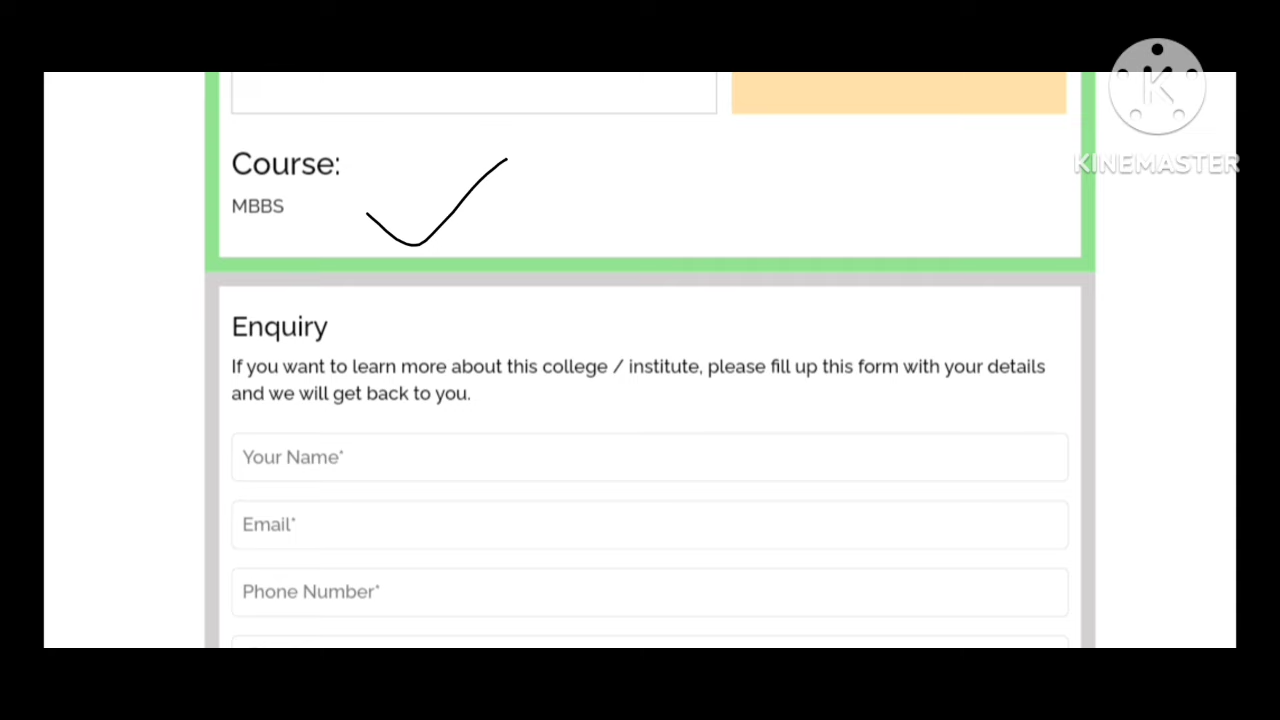 K
KINEMASTER
Course:
MBBS
Enquiry
If you want to learn more about this college / institute, please fill up this form with your details
and we will get back to you.
Your Name*
Email*
Phone Number*